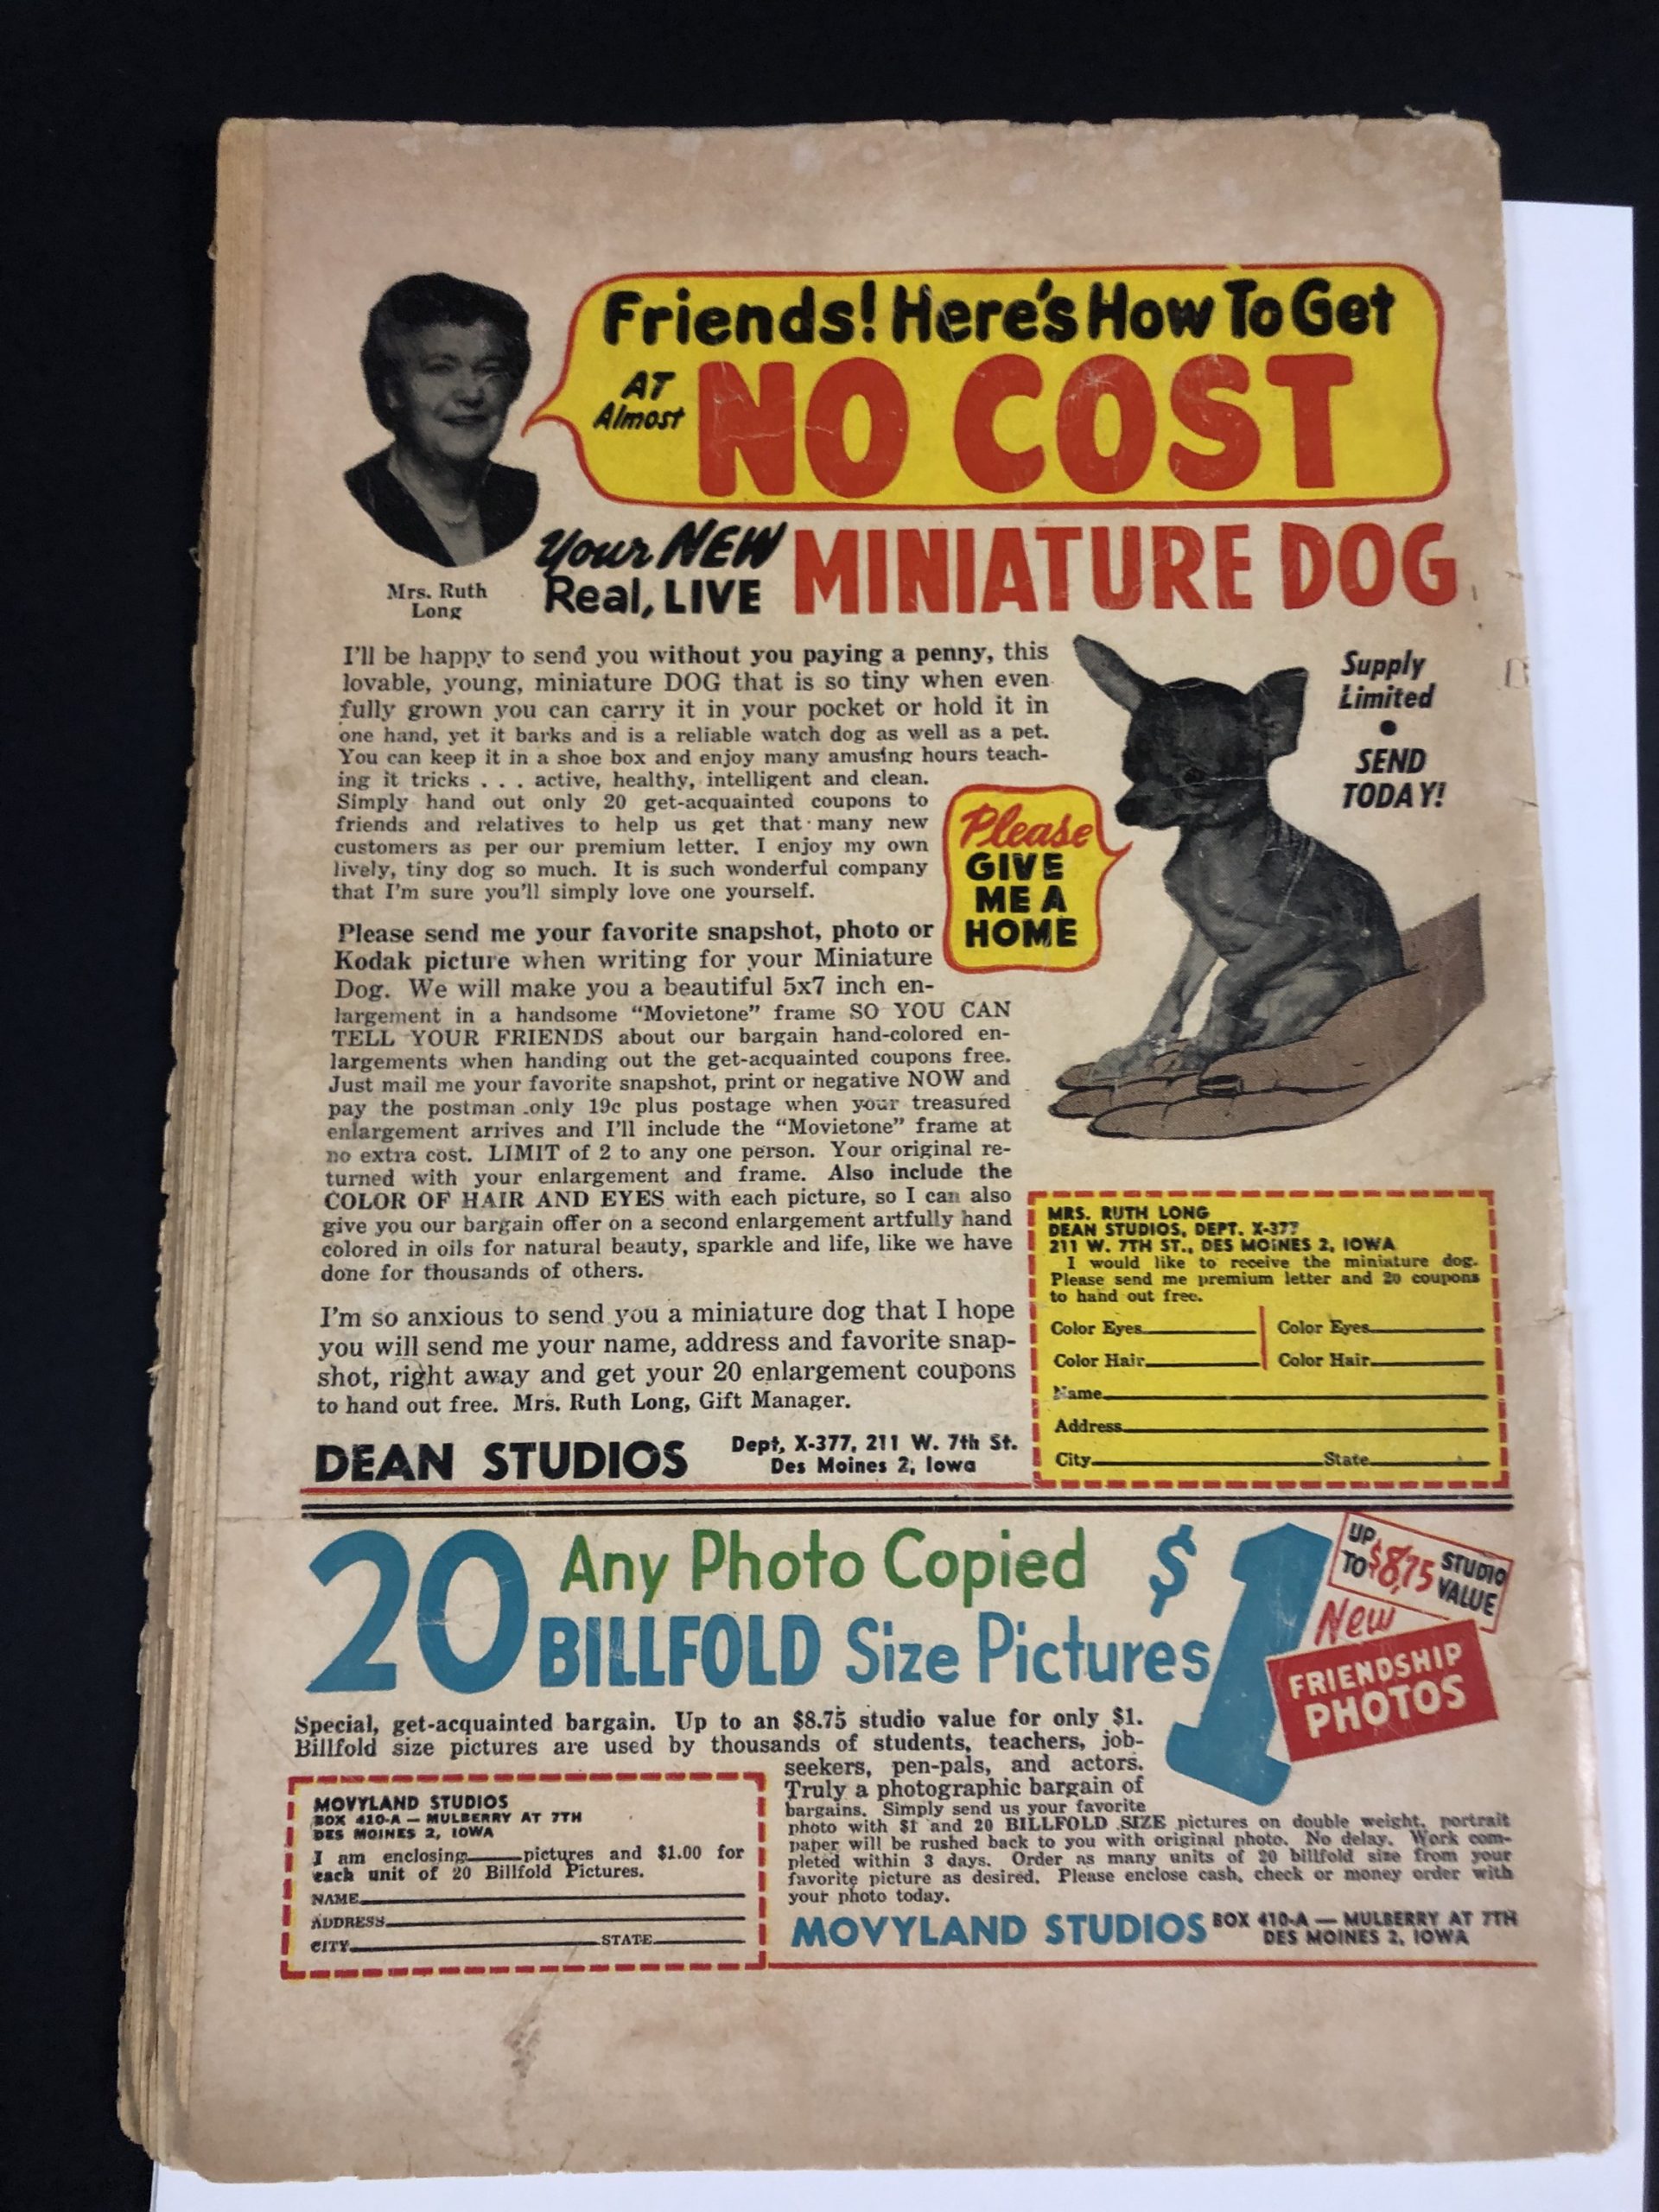 Friends! Here's How To Get
AT
Almost
NO COST
Mrs. Ruth
Long
Your NEW
Real, LIVE
MINIATURE DOG
I'll be happy to send you without you paying a penny, this
lovable, young, miniature DOG that is so tiny when even
fully grown you can carry it in your pocket or hold it in
one hand, yet it barks and is a reliable watch dog as well as a pet.
You can keep it in a shoe box and enjoy many amusing hours teach-
ing it tricks . . . active, healthy, intelligent and clean.
Simply hand out only 20 get-acquainted coupons to
friends and relatives to help us get that many new
customers as per our premium letter. I enjoy my own
lively, tiny dog so much. It is such wonderful company
that I'm sure you'll simply love one yourself.
Supply
Limited
•
SEND
TODAY!
Please
GIVE
ME A
HOME
Please send me your favorite snapshot, photo or
Kodak picture when writing for your Miniature
Dog. We will make you a beautiful 5x7 inch en-
largement in a handsome "Movietone" frame SO YOU CAN
TELL YOUR FRIENDS about our bargain hand-colored en-
largements when handing out the get-acquainted coupons free.
Just mail me your favorite snapshot, print or negative NOW and
pay the postman only 19c plus postage when your treasured
enlargement arrives and I'll include the "Movietone" frame at
no extra cost. LIMIT of 2 to any one person. Your original re-
turned with your enlargement and frame. Also include the
COLOR OF HAIR AND EYES with each picture, so I can also
give you our bargain offer on a second enlargement artfully hand
colored in oils for natural beauty, sparkle and life, like we have
done for thousands of others.
I'm so anxious to send you a miniature dog that I hope
you will send me your name, address and favorite snap-
shot, right away and get your 20 enlargement coupons
to hand out free. Mrs. Ruth Long, Gift Manager.
DEAN STUDIOS
Dept, X-377, 211 W. 7th St.
Des Moines 2, Iowa
MRS. RUTH LONG
DEAN STUDIOS, DEPT. X-377
211 W. 7TH ST., DES MOINES 2, IOWA
I would like to receive the miniature dog.
Please send me premium letter and 20 coupons
to hand out free.
Color Eyes Color Eyes
Color Hair Color Hair
Name
Address
City State
20 Any Photo Copied $1
BILLFOLD Size Pictures
UP
TO $8.75 STUDIO
VALUE
New
FRIENDSHIP
PHOTOS
Special, get-acquainted bargain. Up to an $8.75 studio value for only $1.
Billfold size pictures are used by thousands of students, teachers, job-
seekers, pen-pals, and actors.
Truly a photographic bargain of
bargains. Simply send us your favorite
photo with $1 and 20 BILLFOLD SIZE pictures on double weight, portrait
paper will be rushed back to you with original photo. No delay. Work com-
pleted within 3 days. Order as many units of 20 billfold size from your
favorite picture as desired. Please enclose cash, check or money order with
your photo today.
MOVYLAND STUDIOS
BOX 410-A — MULBERRY AT 7TH
DES MOINES 2, IOWA
I am enclosing pictures and $1.00 for
each unit of 20 Billfold Pictures.
NAME
ADDRESS
CITY STATE
MOVYLAND STUDIOS BOX 410-A — MULBERRY AT 7TH
DES MOINES 2, IOWA